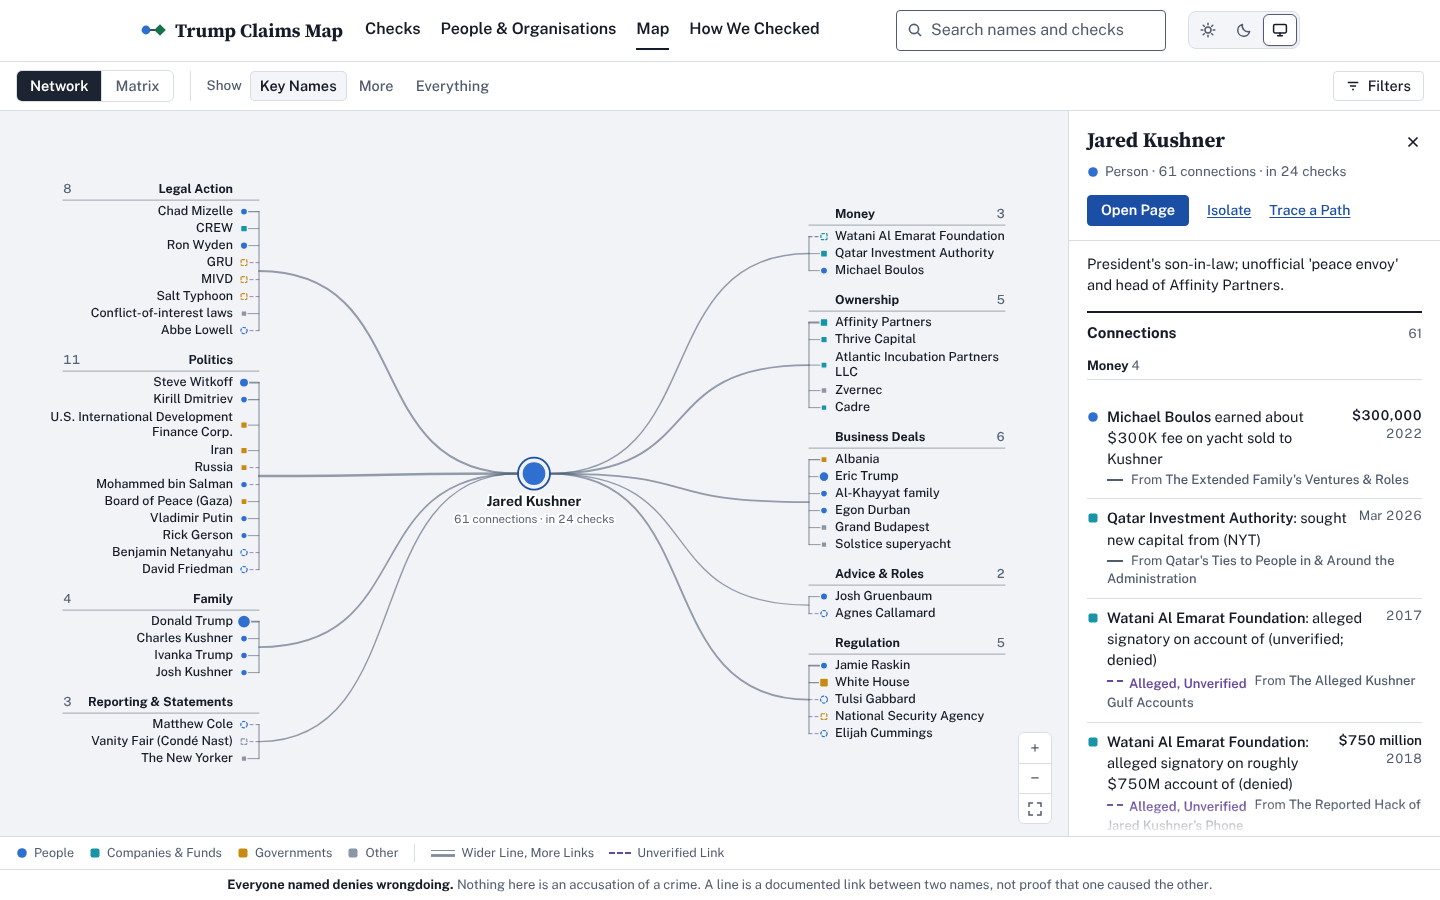 Trump Claims Map
Checks
People & Organisations
Map
How We Checked
Search names and checks
Network
Matrix
Show
Key Names
More
Everything
Filters
8 Legal Action
Chad Mizelle
CREW
Ron Wyden
GRU
MIVD
Salt Typhoon
Conflict-of-interest laws
Abbe Lowell
11 Politics
Steve Witkoff
Kirill Dmitriev
U.S. International Development
Finance Corp.
Iran
Russia
Mohammed bin Salman
Board of Peace (Gaza)
Vladimir Putin
Rick Gerson
Benjamin Netanyahu
David Friedman
4 Family
Donald Trump
Charles Kushner
Ivanka Trump
Josh Kushner
3 Reporting & Statements
Matthew Cole
Vanity Fair (Condé Nast)
The New Yorker
Jared Kushner
61 connections · in 24 checks
Money 3
Watani Al Emarat Foundation
Qatar Investment Authority
Michael Boulos
Ownership 5
Affinity Partners
Thrive Capital
Atlantic Incubation Partners
LLC
Zvernec
Cadre
Business Deals 6
Albania
Eric Trump
Al-Khayyat family
Egon Durban
Grand Budapest
Solstice superyacht
Advice & Roles 2
Josh Gruenbaum
Agnes Callamard
Regulation 5
Jamie Raskin
White House
Tulsi Gabbard
National Security Agency
Elijah Cummings
+
−
Jared Kushner
Person · 61 connections · in 24 checks
Open Page
Isolate
Trace a Path
President's son-in-law; unofficial 'peace envoy'
and head of Affinity Partners.
Connections 61
Money 4
Michael Boulos earned about $300,000
$300K fee on yacht sold to 2022
Kushner
From The Extended Family's Ventures & Roles
Qatar Investment Authority: sought Mar 2026
new capital from (NYT)
From Qatar's Ties to People in & Around the
Administration
Watani Al Emarat Foundation: alleged 2017
signatory on account of (unverified;
denied)
Alleged, Unverified From The Alleged Kushner
Gulf Accounts
Watani Al Emarat Foundation: $750 million
alleged signatory on roughly 2018
$750M account of (denied)
Alleged, Unverified From The Reported Hack of
Jared Kushner's Phone
People
Companies & Funds
Governments
Other
Wider Line, More Links
Unverified Link
Everyone named denies wrongdoing. Nothing here is an accusation of a crime. A line is a documented link between two names, not proof that one caused the other.